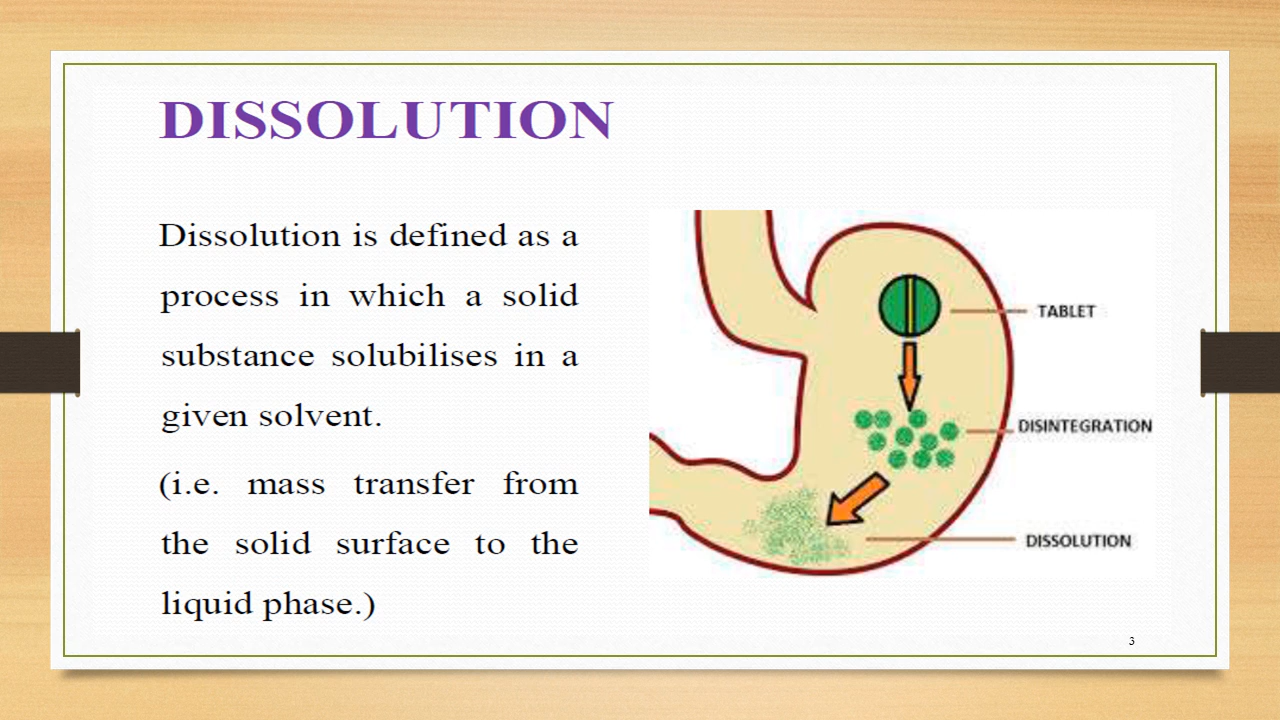 DISSOLUTION
Dissolution is defined as a
process in which a solid
substance solubilises in a
given solvent.
(i.e. mass transfer from
the solid surface to the
liquid phase.)
TABLET
DISINTEGRATION
DISSOLUTION
3